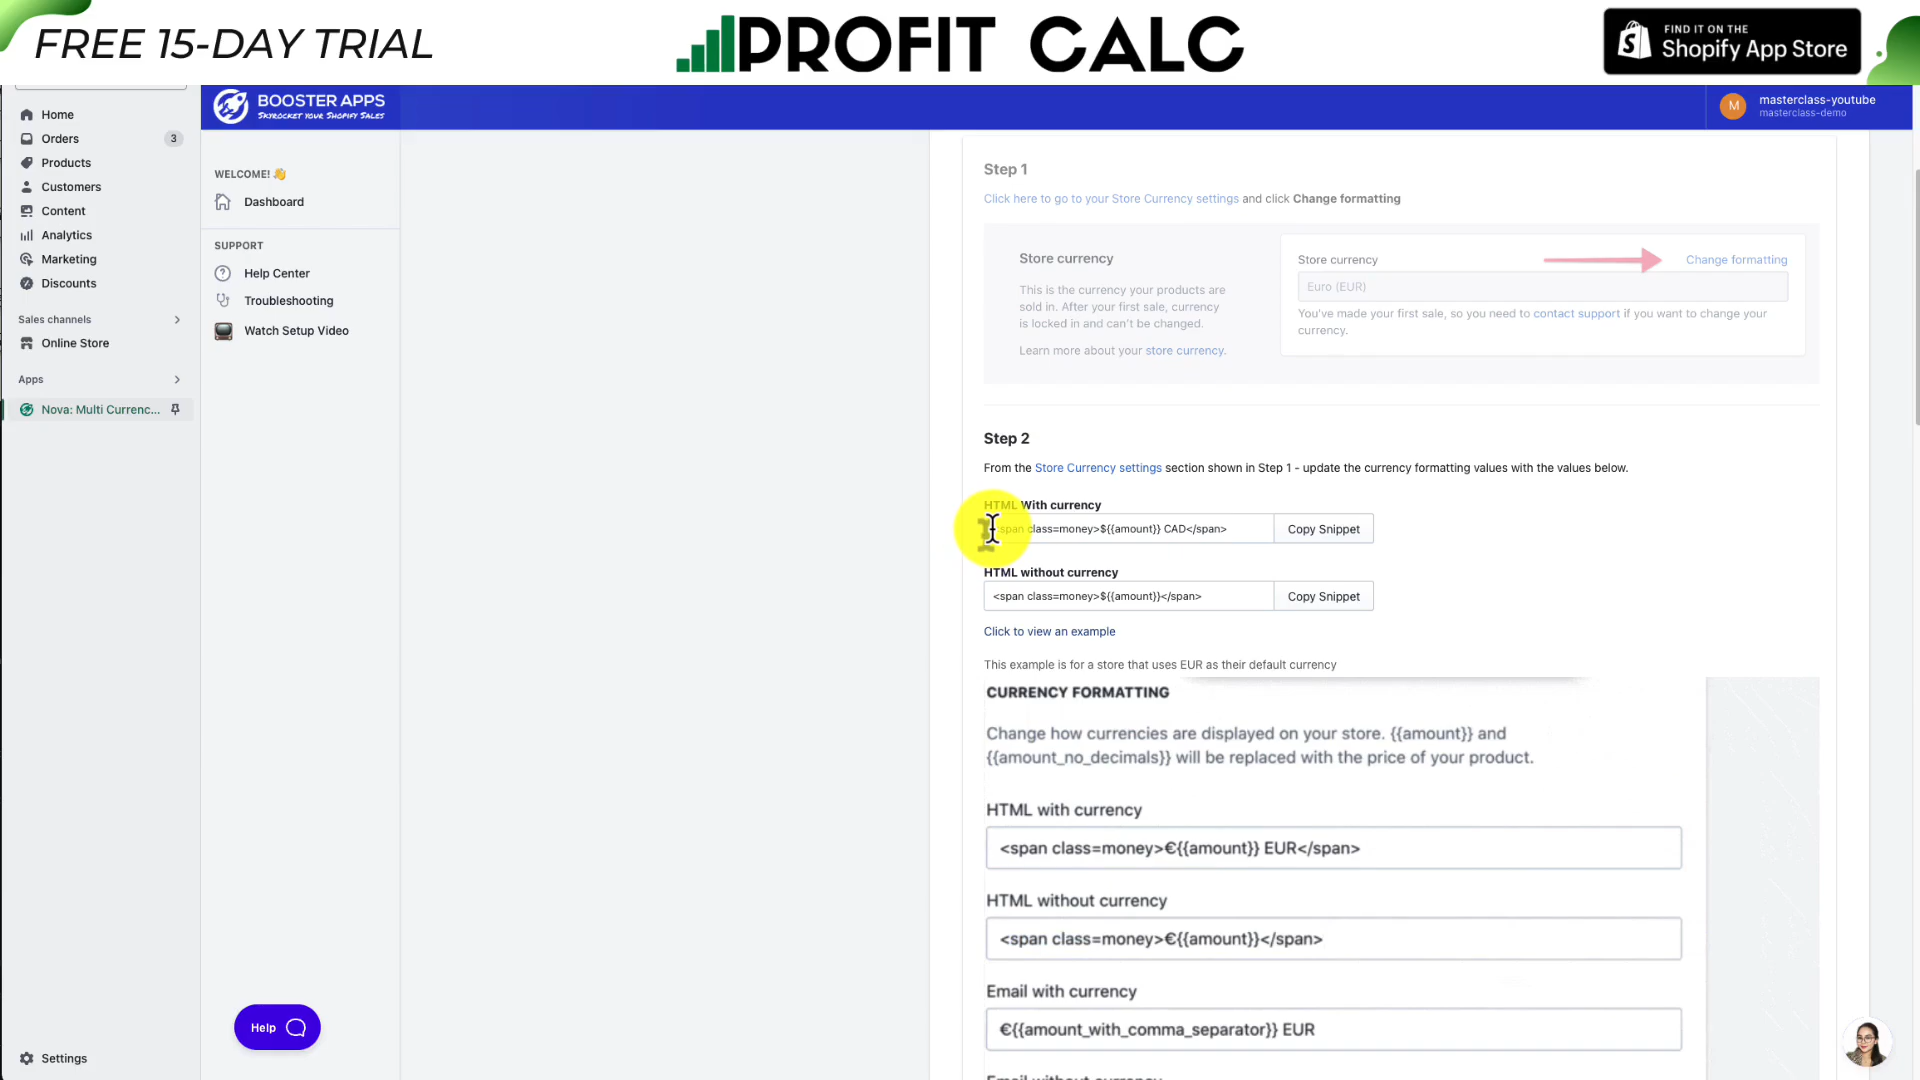 FREE 15-DAY TRIAL
PROFIT CALC
FIND IT ON THE
Shopify App Store
BOOSTER APPS
SKYROCKET YOUR SHOPIFY SALES
M
masterclass-youtube
masterclass-demo
Home
Orders
3
Products
Customers
Content
Analytics
Marketing
Discounts
Sales channels
Online Store
Apps
Nova: Multi Currenc...
Settings
WELCOME! 👋
Dashboard
SUPPORT
Help Center
Troubleshooting
Watch Setup Video
Help
Step 1
Click here to go to your Store Currency settings and click Change formatting
Store currency
This is the currency your products are
sold in. After your first sale, currency
is locked in and can't be changed.
Learn more about your store currency.
Store currency
Change formatting
Euro (EUR)
You've made your first sale, so you need to contact support if you want to change your
currency.
Step 2
From the Store Currency settings section shown in Step 1 - update the currency formatting values with the values below.
HTML With currency
span class=money>${{amount}} CAD</span>
Copy Snippet
HTML without currency
<span class=money>${{amount}}</span>
Copy Snippet
Click to view an example
This example is for a store that uses EUR as their default currency
CURRENCY FORMATTING
Change how currencies are displayed on your store. {{amount}} and
{{amount_no_decimals}} will be replaced with the price of your product.
HTML with currency
<span class=money>€{{amount}} EUR</span>
HTML without currency
<span class=money>€{{amount}}</span>
Email with currency
€{{amount_with_comma_separator}} EUR